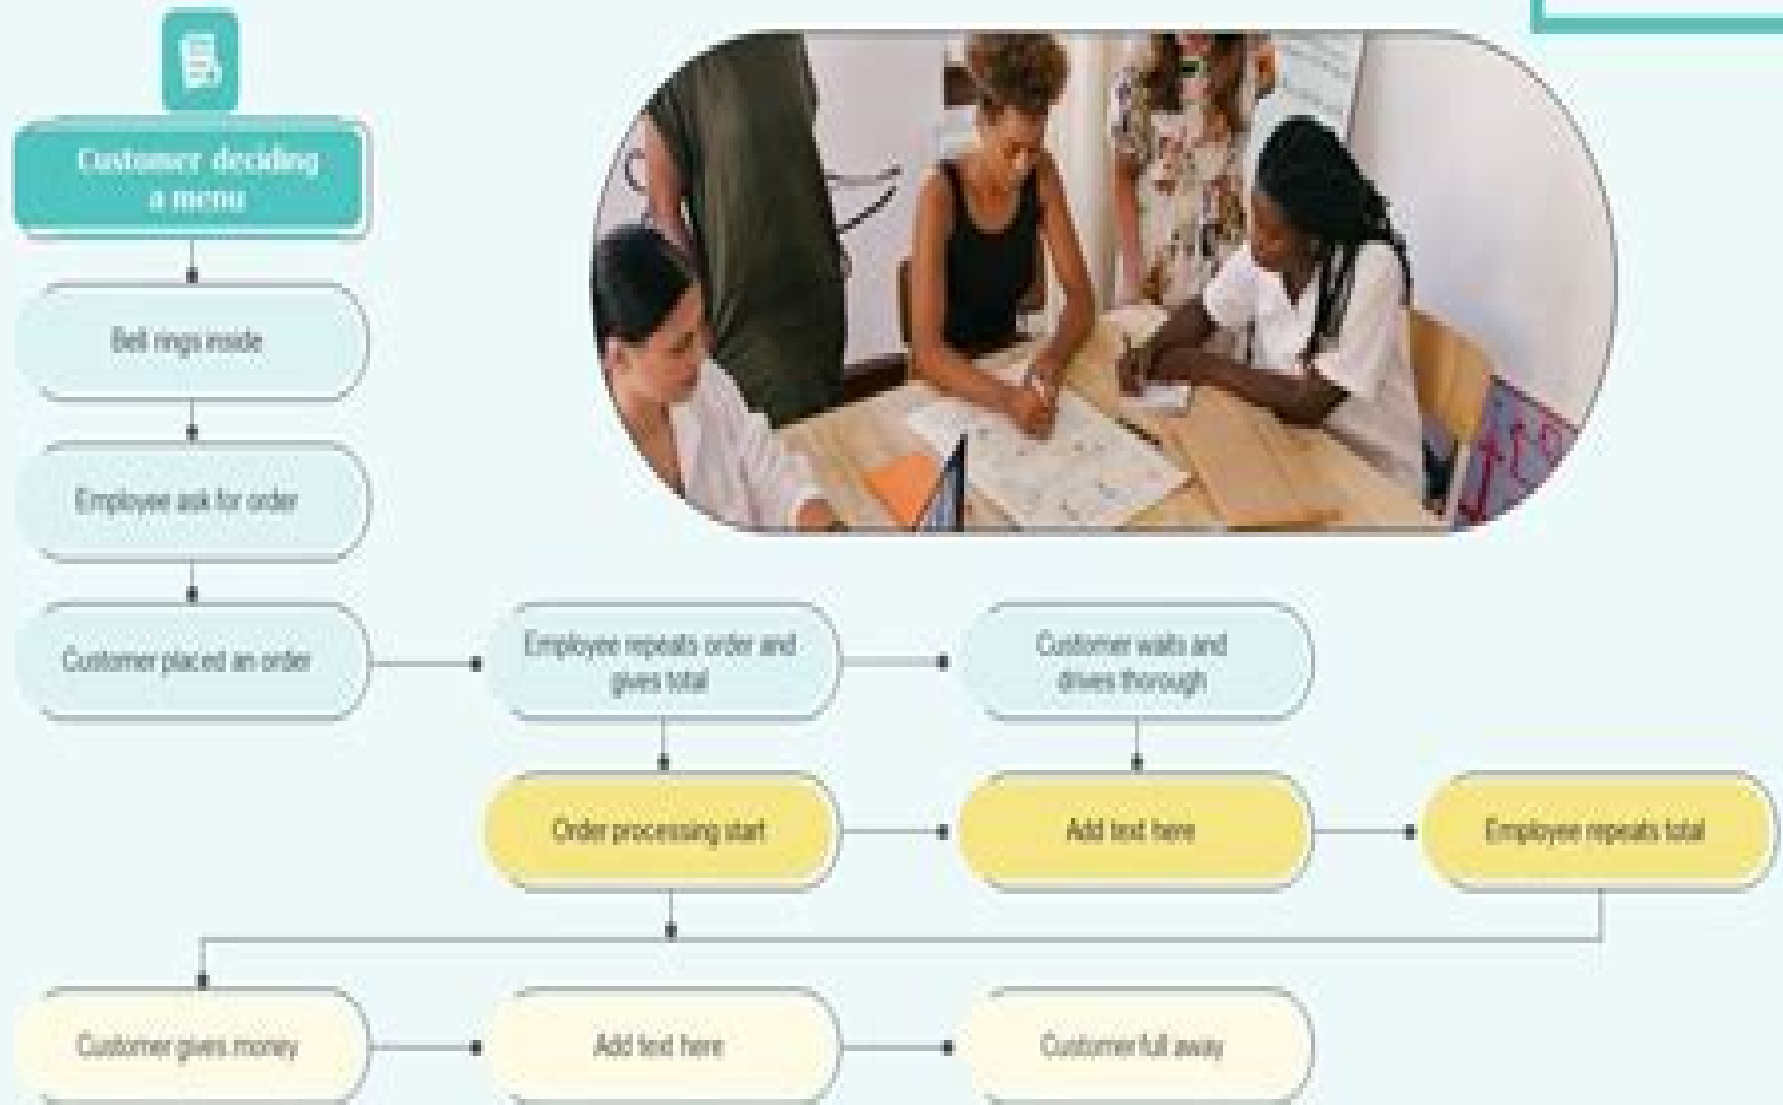 Customer deciding
a menu
Bell rings inside
Employee ask for order
Customer placed an order
Employee repeats order and
gives total
Customer waits and
drives thorough
Order processing start
Add text here
Employee repeats total
Customer gives money
Add text here
Customer full away